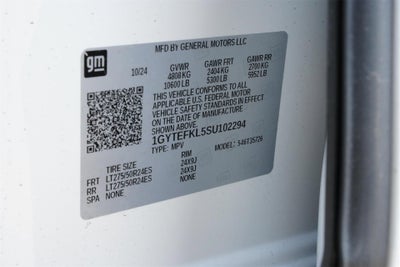 gm
MFD BY GENERAL MOTORS LLC
10/24 GVWR GAWR FRT GAWR RR
4808 KG 2404 KG 2700 KG
10600 LB 5300 LB 5952 LB
THIS VEHICLE CONFORMS TO ALL
APPLICABLE U.S. FEDERAL MOTOR
VEHICLE SAFETY STANDARDS IN EFFECT ON
THE DATE OF MANUFACTURE SHOWN ABOVE.
1GYTEFKL5SU102294
TYPE: MPV 546T3S726
TIRE SIZE RIM
FRT LT275/50R24ES 24X9J
RR LT275/50R24ES 24X9J
SPA NONE NONE